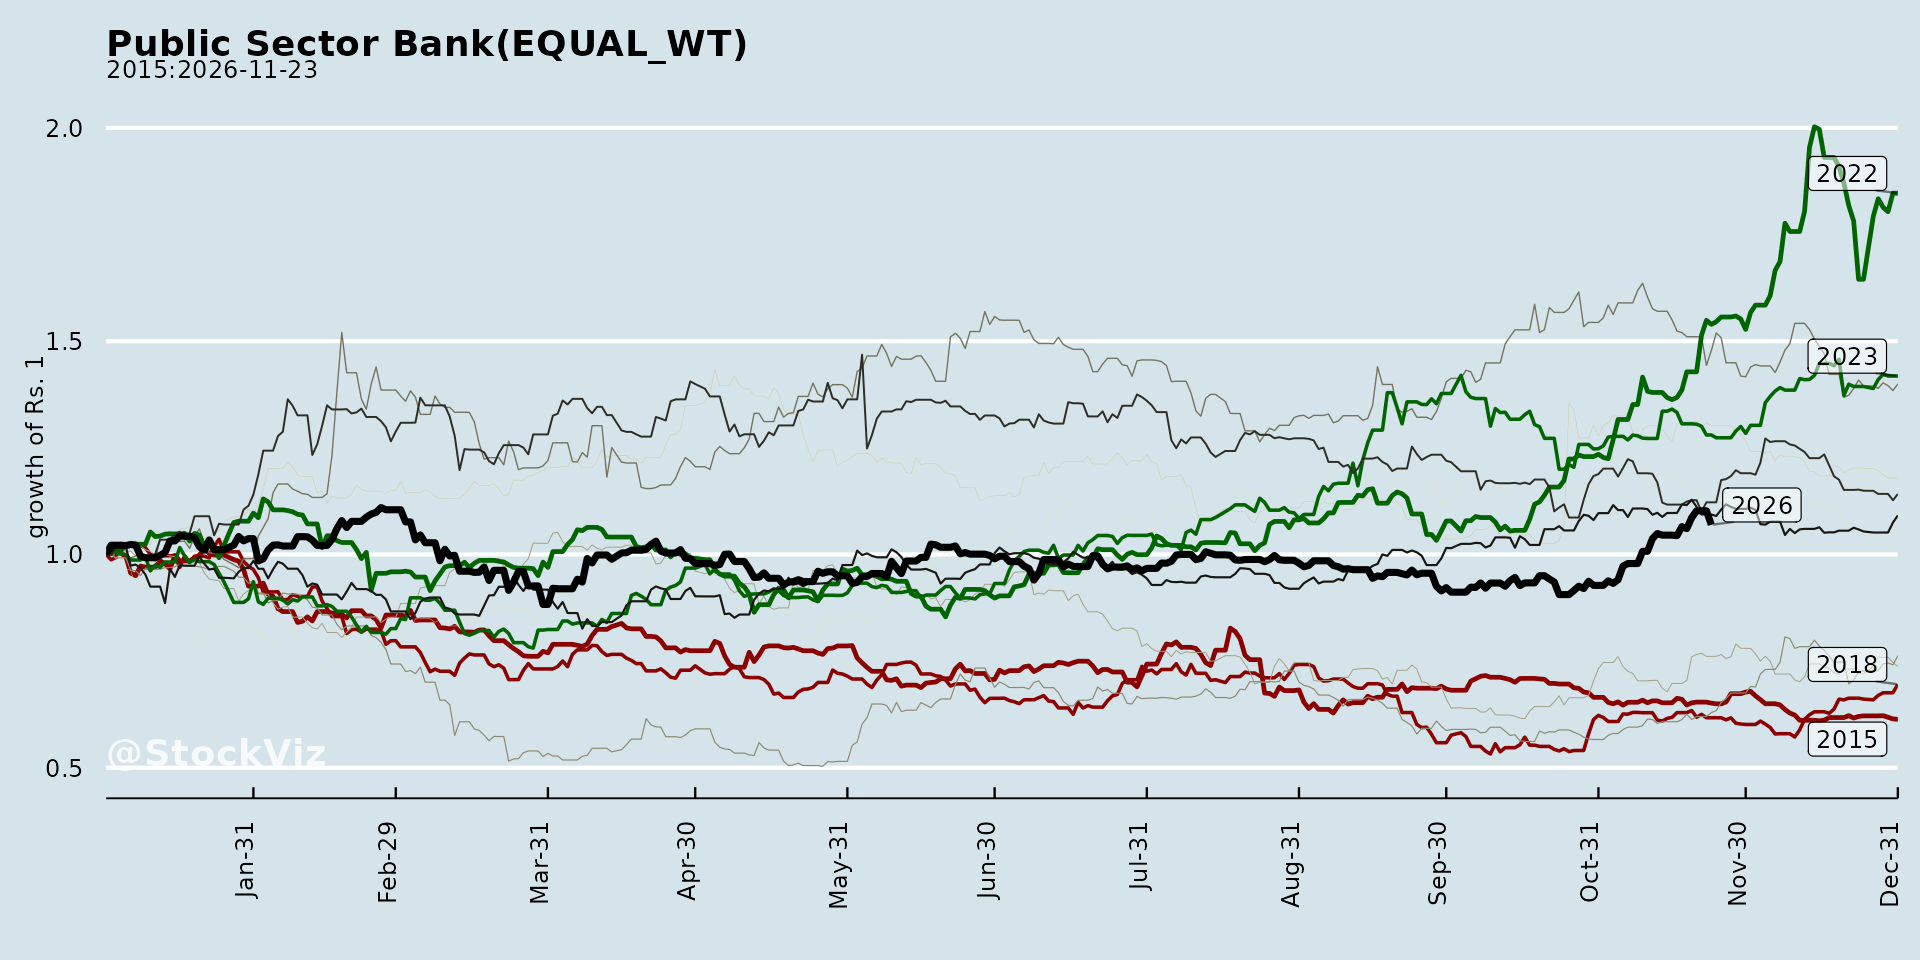 Public Sector Bank(EQUAL_WT)
2015:2026-11-23
growth of Rs. 1
2.0
1.5
1.0
0.5
2022
2023
2026
2018
2015
@StockViz
Jan-31
Feb-29
Mar-31
Apr-30
May-31
Jun-30
Jul-31
Aug-31
Sep-30
Oct-31
Nov-30
Dec-31